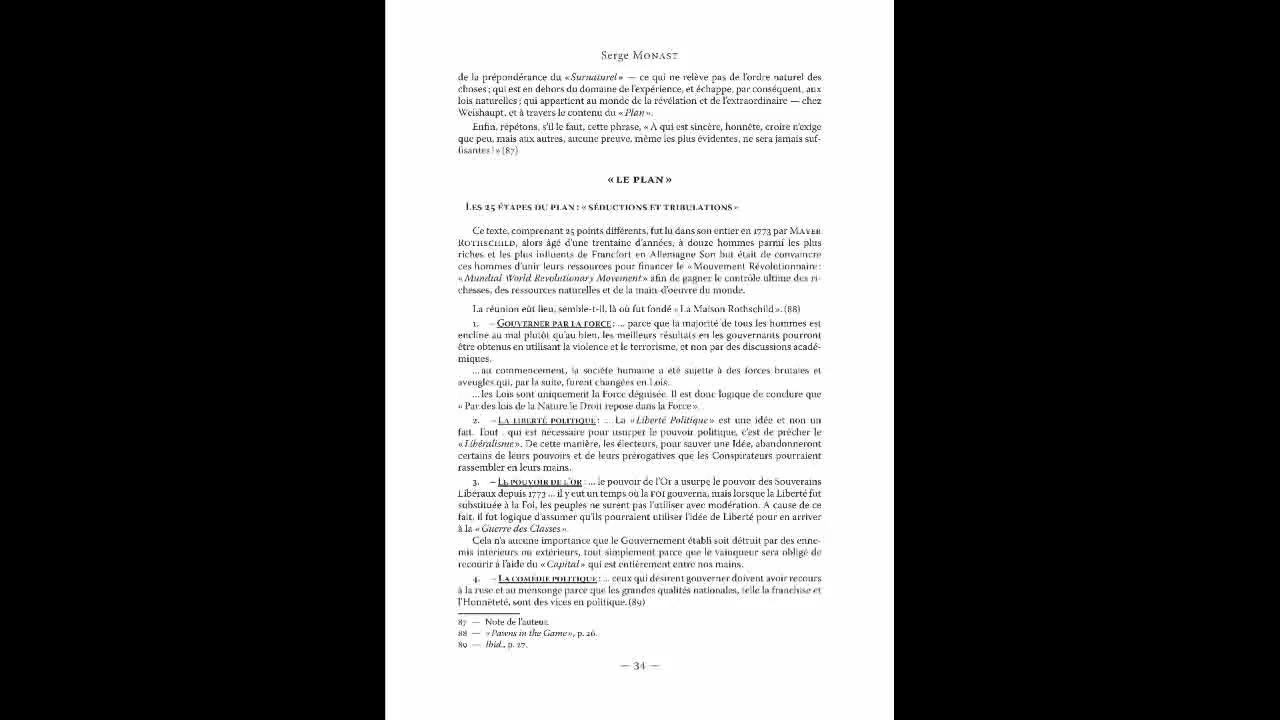 Serge Monast
de la prépondérance du « Surnaturel » — ce qui ne relève pas de l'ordre naturel des
choses ; qui est en dehors du domaine de l'expérience, et échappe, par conséquent, aux
lois naturelles ; qui appartient au monde de la révélation et de l'extraordinaire — chez
Weishaupt, et à travers le contenu du « Plan ».
Enfin, répétons, s'il le faut, cette phrase, « À qui est sincère, honnête, croire n'exige
que peu, mais aux autres, aucune preuve, même les plus évidentes, ne sera jamais suf-
fisantes ! » (87)
« LE PLAN »
Les 25 étapes du plan : « séductions et tribulations »
Ce texte, comprenant 25 points différents, fut lu dans son entier en 1773 par Mayer
Rothschild, alors âgé d'une trentaine d'années, à douze hommes parmi les plus
riches et les plus influents de Francfort en Allemagne Son but était de convaincre
ces hommes d'unir leurs ressources pour financer le « Mouvement Révolutionnaire :
« Mundial World Revolutionary Movement » afin de gagner le contrôle ultime des ri-
chesses, des ressources naturelles et de la main-d'oeuvre du monde.
La réunion eût lieu, semble-t-il, là où fut fondé « La Maison Rothschild ». (88)
1. – Gouverner par la force : ... parce que la majorité de tous les hommes est
encline au mal plutôt qu'au bien, les meilleurs résultats en les gouvernants pourront
être obtenus en utilisant la violence et le terrorisme, et non par des discussions acadé-
miques.
... au commencement, la société humaine a été sujette à des forces brutales et
aveugles qui, par la suite, furent changées en Lois.
... les Lois sont uniquement la Force déguisée. Il est donc logique de conclure que
« Par des lois de la Nature le Droit repose dans la Force ».
2. – La liberté politique : ... La « Liberté Politique » est une idée et non un
fait. Tout . qui est nécessaire pour usurper le pouvoir politique, c'est de prêcher le
« Libéralisme ». De cette manière, les électeurs, pour sauver une Idée, abandonneront
certains de leurs pouvoirs et de leurs prérogatives que les Conspirateurs pourraient
rassembler en leurs mains.
3. – Le pouvoir de l'or : ... le pouvoir de l'Or a usurpe le pouvoir des Souverains
Libéraux depuis 1773 ... il y eut un temps où la FOI gouverna, mais lorsque la Liberté fut
substituée à la Foi, les peuples ne surent pas l'utiliser avec modération. A cause de ce
fait, il fut logique d'assumer qu'ils pourraient utiliser l'idée de Liberté pour en arriver
à la « Guerre des Classes ».
Cela n'a aucune importance que le Gouvernement établi soit détruit par des enne-
mis interieurs ou extérieurs, tout simplement parce que le vainqueur sera obligé de
recourir à l'aide du « Capital » qui est entièrement entre nos mains.
4. – La comédie politique : ... ceux qui désirent gouverner doivent avoir recours
à la ruse et au mensonge parce que les grandes qualités nationales, telle la franchise et
l'Honnêteté, sont des vices en politique. (89)
87 — Note de l'auteur.
88 — « Pawns in the Game », p. 26.
89 — Ibid., p. 27.
— 34 —